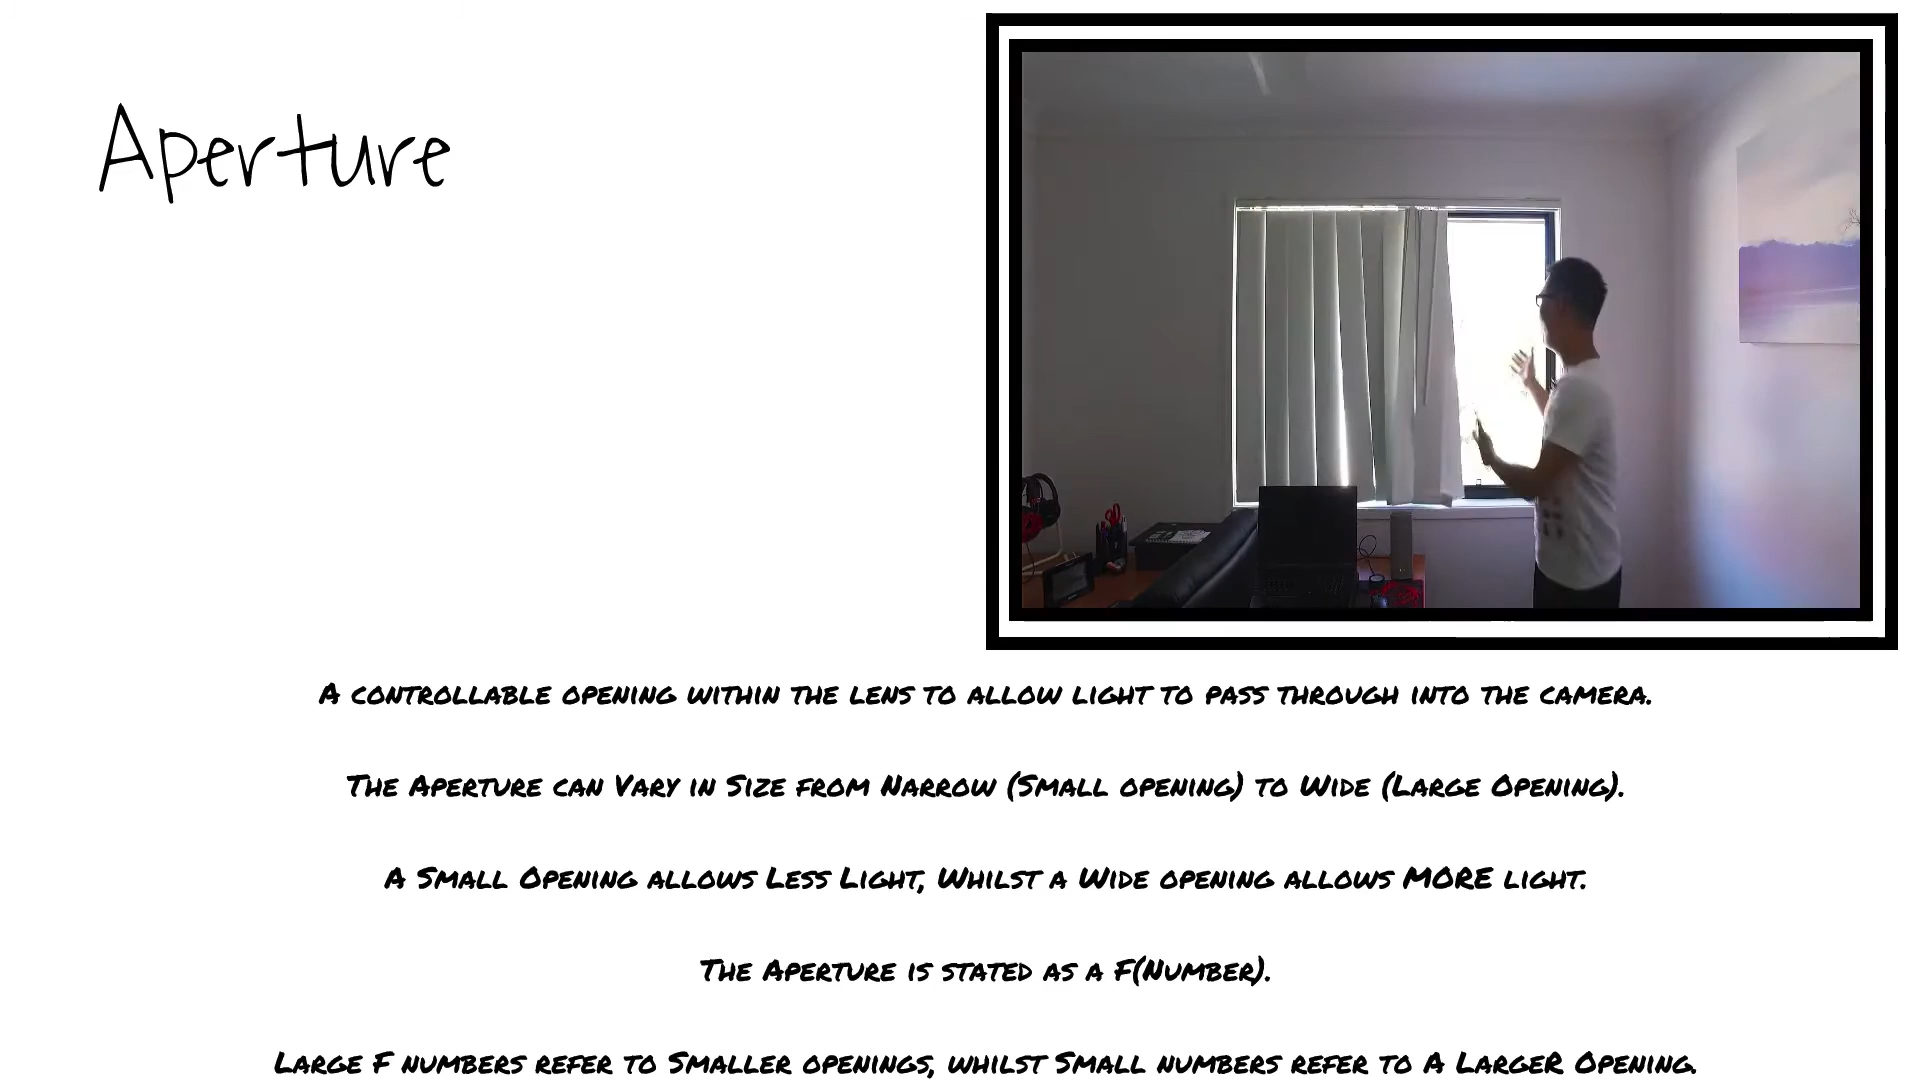 Aperture
A controllable opening within the lens to allow light to pass through into the camera.
The Aperture can Vary in Size from Narrow (Small opening) to Wide (Large Opening).
A Small Opening allows Less Light, Whilst a Wide opening allows MORE light.
The Aperture is stated as a F(Number).
Large F numbers refer to Smaller openings, whilst Small numbers refer to A LargeR Opening.